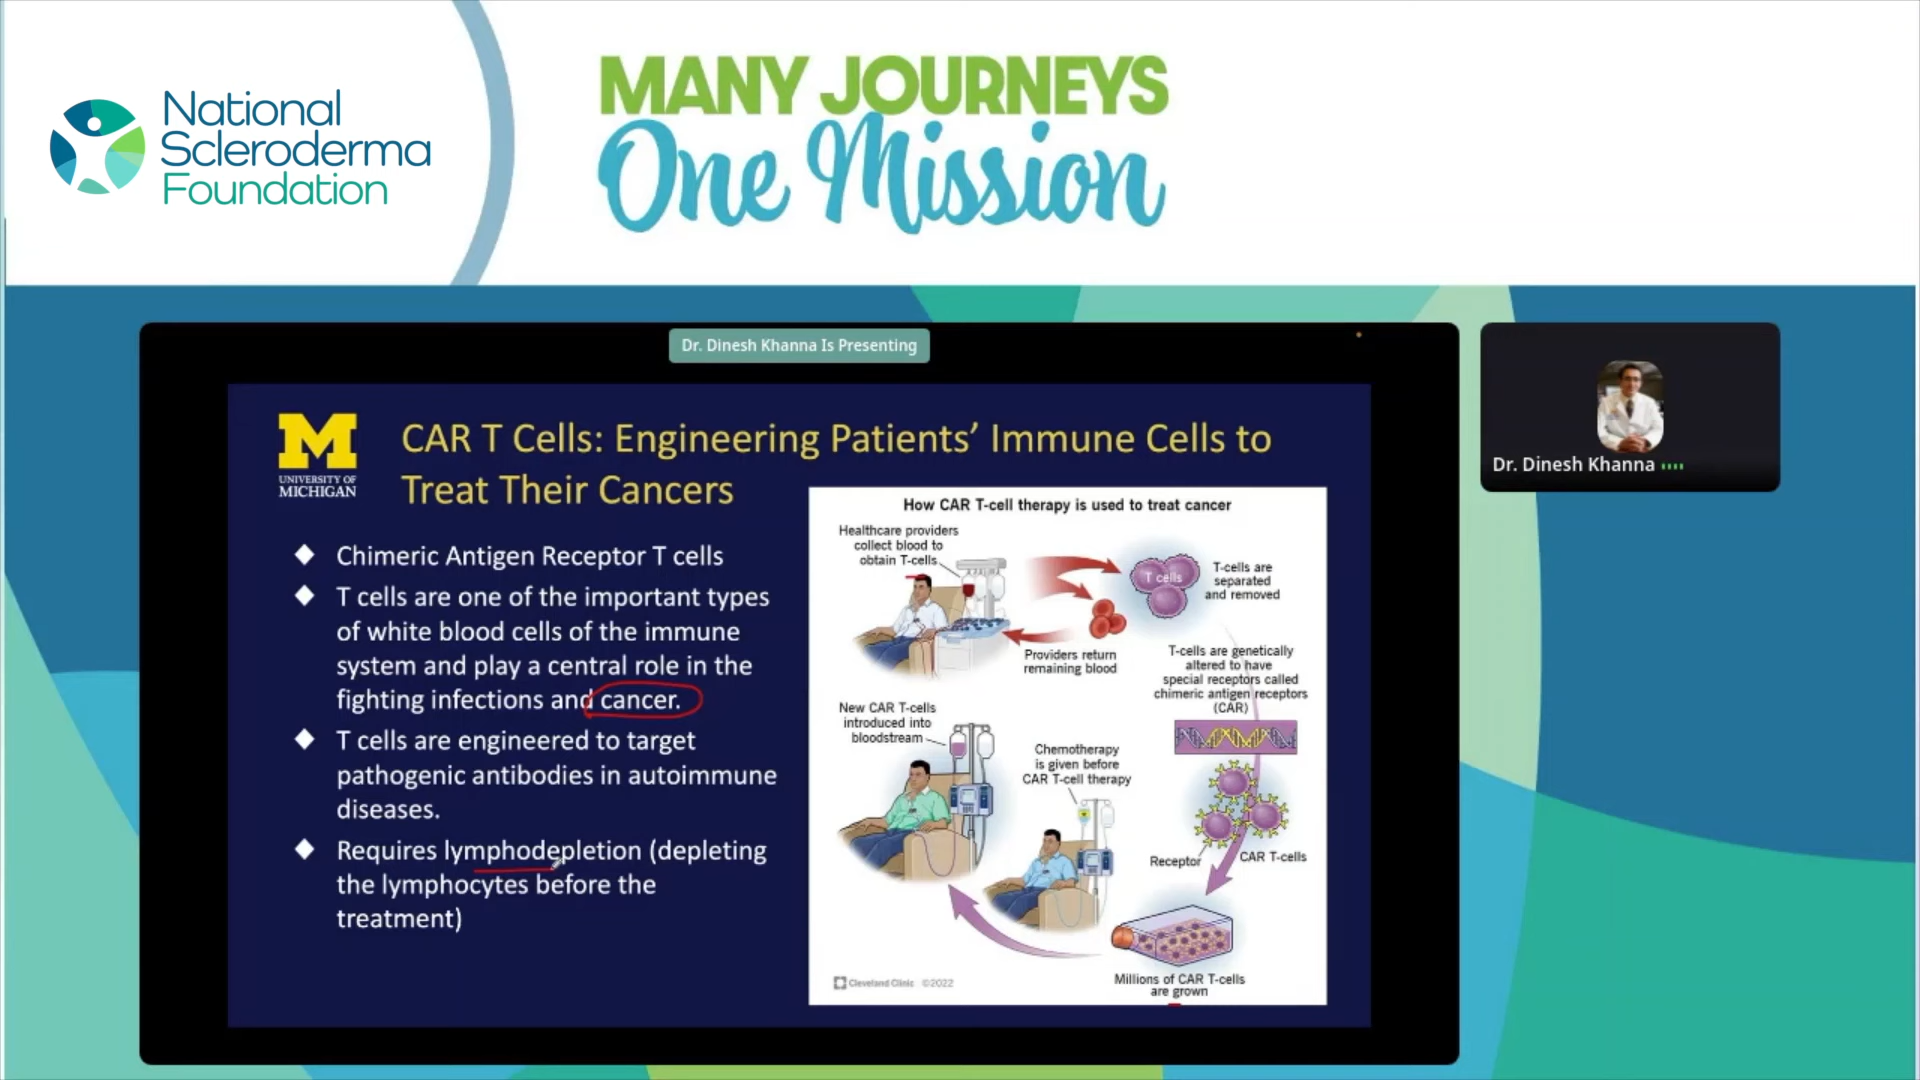 National
Scleroderma
Foundation
MANY JOURNEYS
One Mission
Dr. Dinesh Khanna Is Presenting
Dr. Dinesh Khanna
M
UNIVERSITY OF
MICHIGAN
CAR T Cells: Engineering Patients’ Immune Cells to
Treat Their Cancers
Chimeric Antigen Receptor T cells
T cells are one of the important types
of white blood cells of the immune
system and play a central role in the
fighting infections and cancer.
T cells are engineered to target
pathogenic antibodies in autoimmune
diseases.
Requires lymphodepletion (depleting
the lymphocytes before the
treatment)
How CAR T-cell therapy is used to treat cancer
Healthcare providers
collect blood to
obtain T-cells
T cells
T-cells are
separated
and removed
Providers return
remaining blood
T-cells are genetically
altered to have
special receptors called
chimeric antigen receptors
(CAR)
New CAR T-cells
introduced into
bloodstream
Chemotherapy
is given before
CAR T-cell therapy
Receptor
CAR T-cells
Millions of CAR T-cells
are grown
Cleveland Clinic ©2022